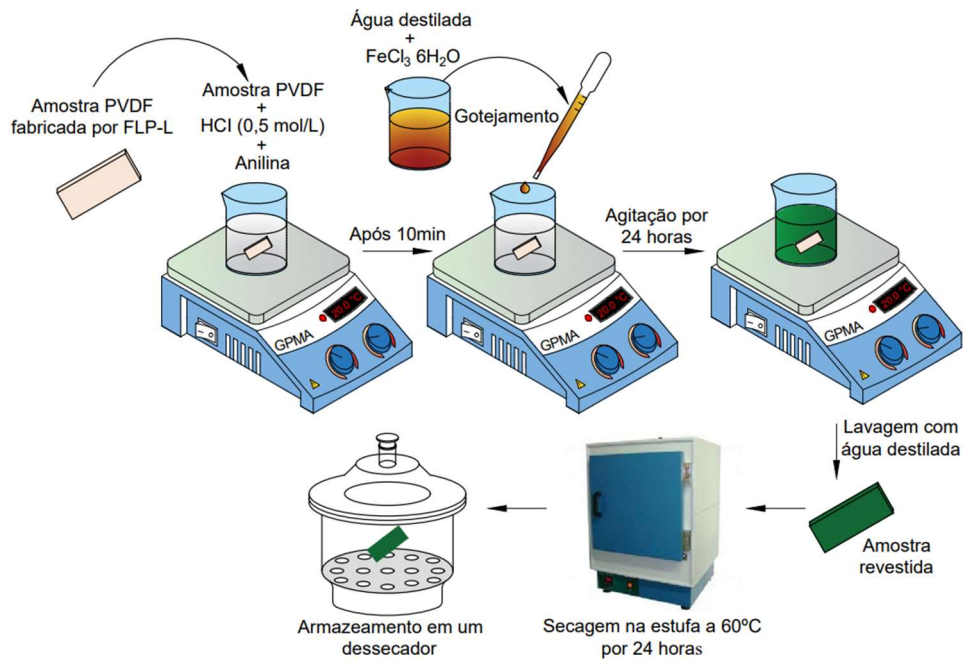 Água destilada
+
FeCl₃ 6H₂O
Amostra PVDF
fabricada por FLP-L
Amostra PVDF
+
HCl (0,5 mol/L)
+
Anilina
Gotejamento
Após 10min
Agitação por
24 horas
20.0 °C
GPMA
20.0 °C
GPMA
20.0 °C
GPMA
Lavagem com
água destilada
Amostra
revestida
Secagem na estufa a 60ºC
por 24 horas
Armazeamento em um
dessecador